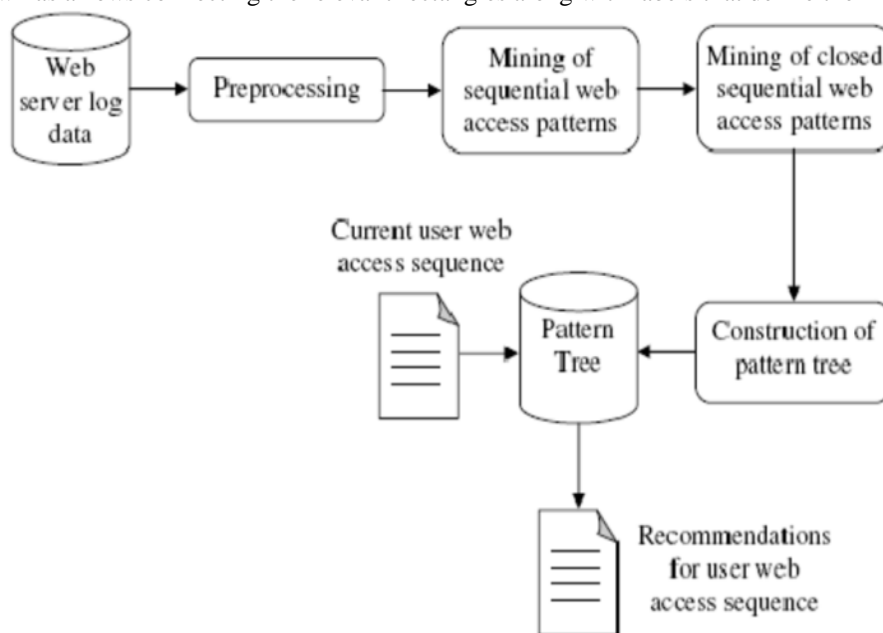 Web
server log
data
Preprocessing
Mining of
sequential web
access patterns
Mining of closed
sequential web
access patterns
Current user web
access sequence
Pattern
Tree
Construction of
pattern tree
Recommendations
for user web
access sequence